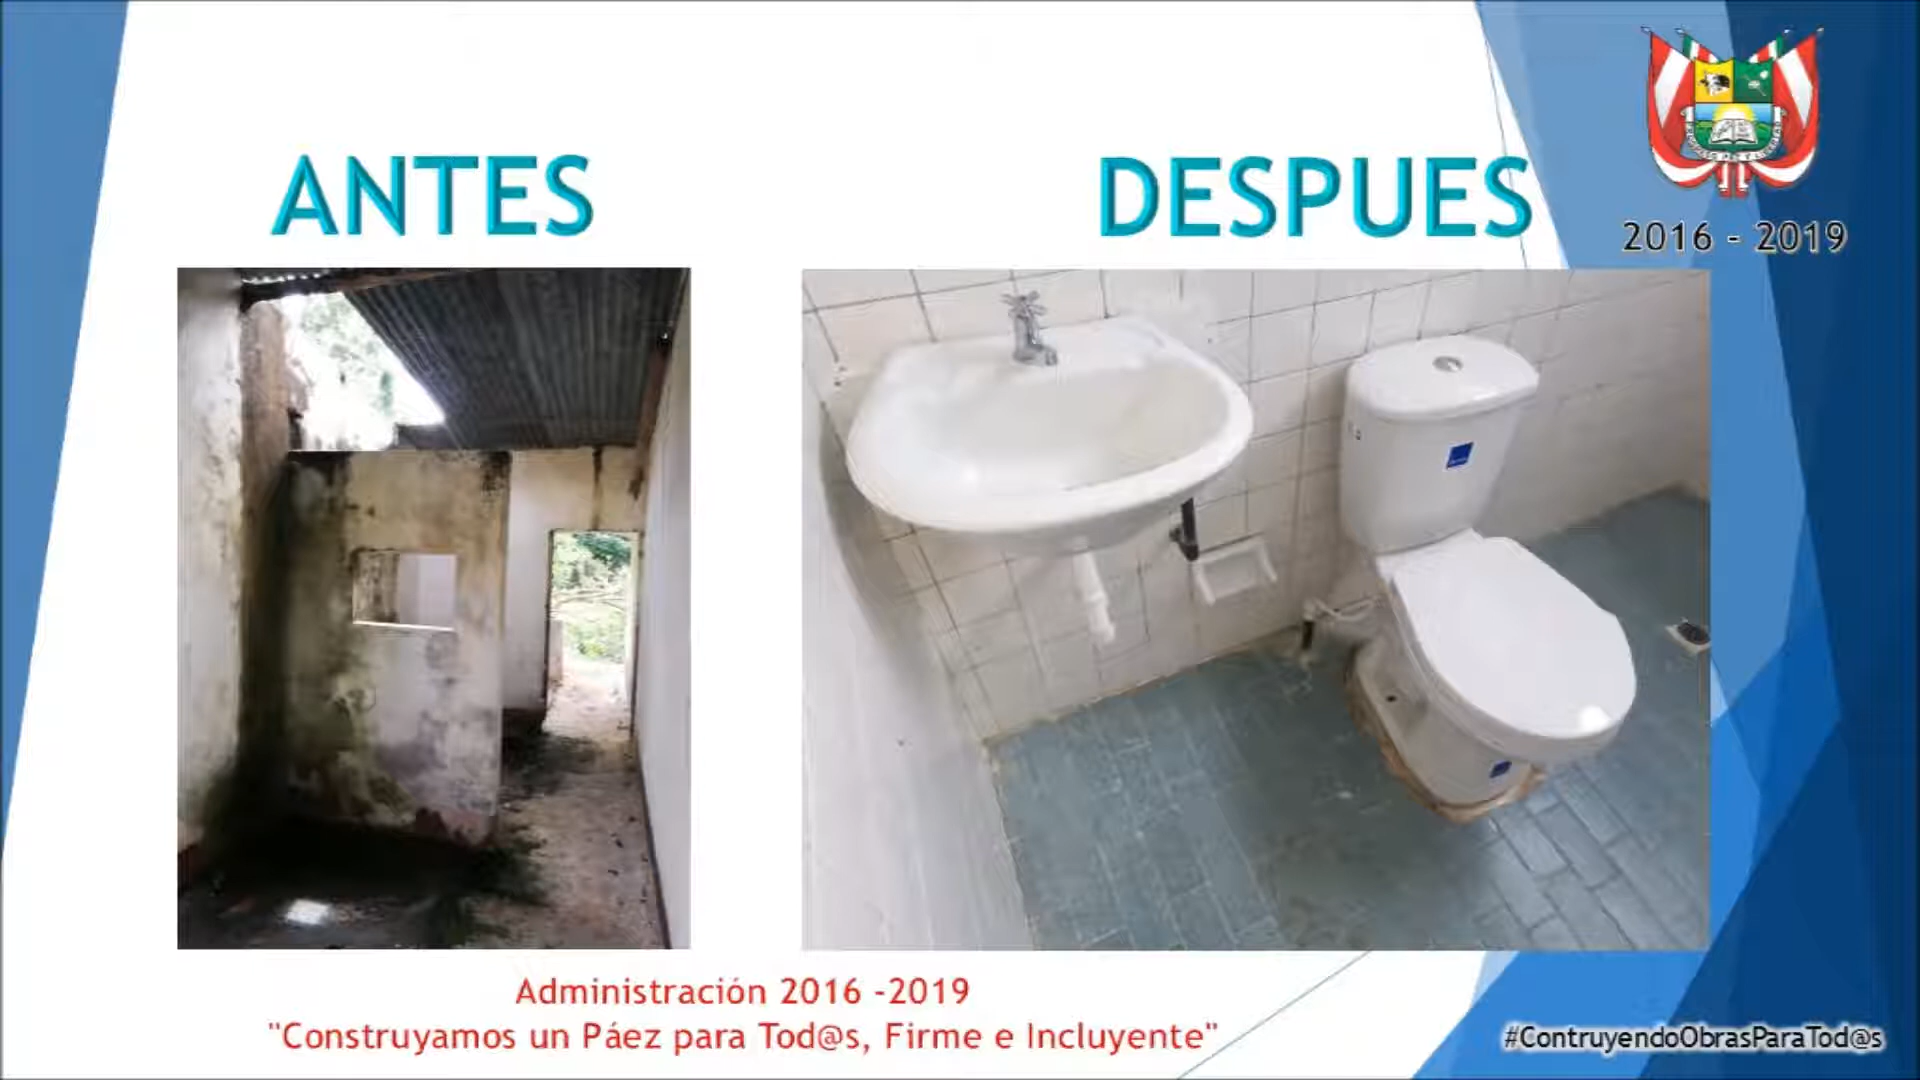 ANTES
DESPUES
2016 - 2019
Administración 2016 -2019
"Construyamos un Páez para Tod@s, Firme e Incluyente"
#ContruyendoObrasParaTod@s